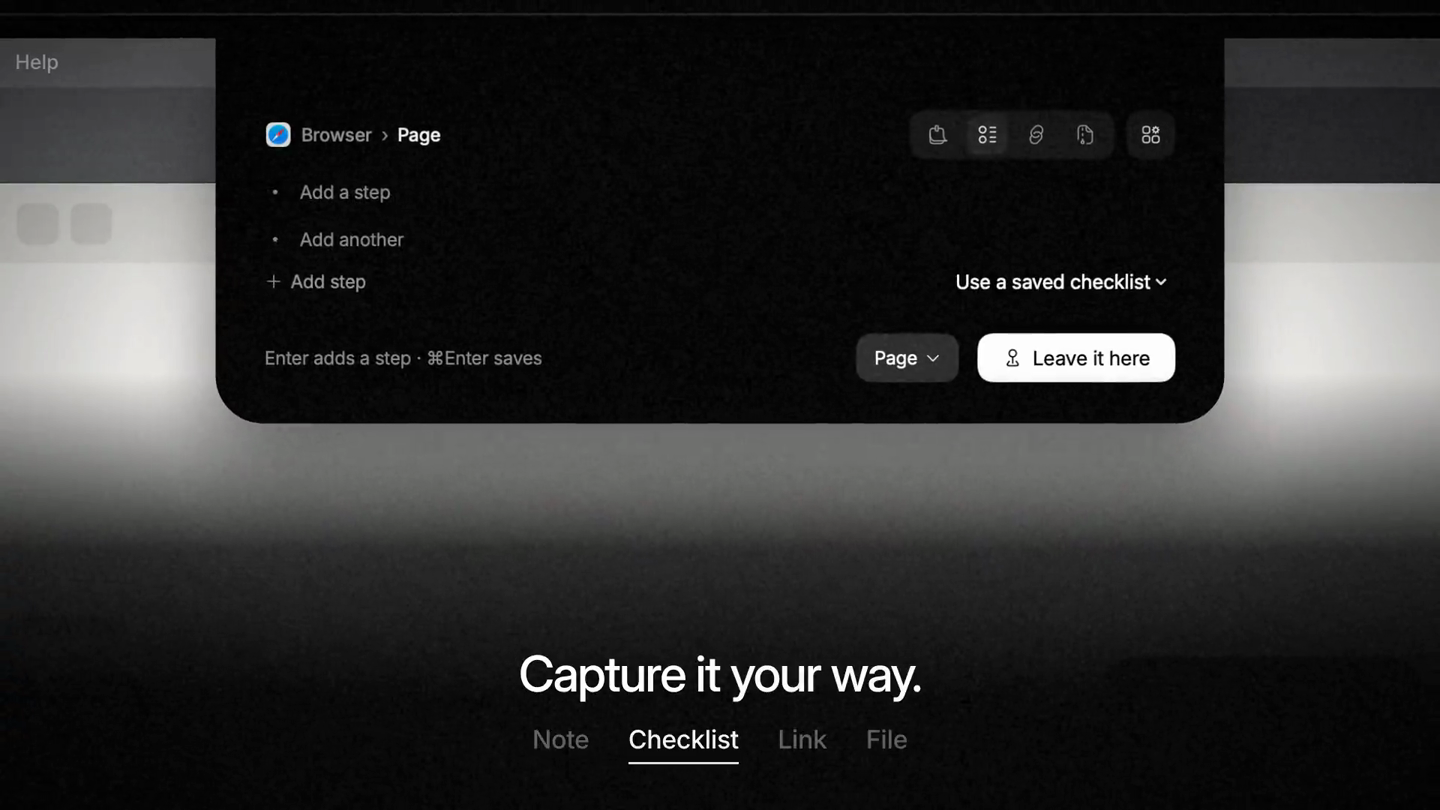 Help
Browser › Page
• Add a step
• Add another
+ Add step
Use a saved checklist
Enter adds a step · ⌘Enter saves
Page
Leave it here
Capture it your way.
Note Checklist Link File